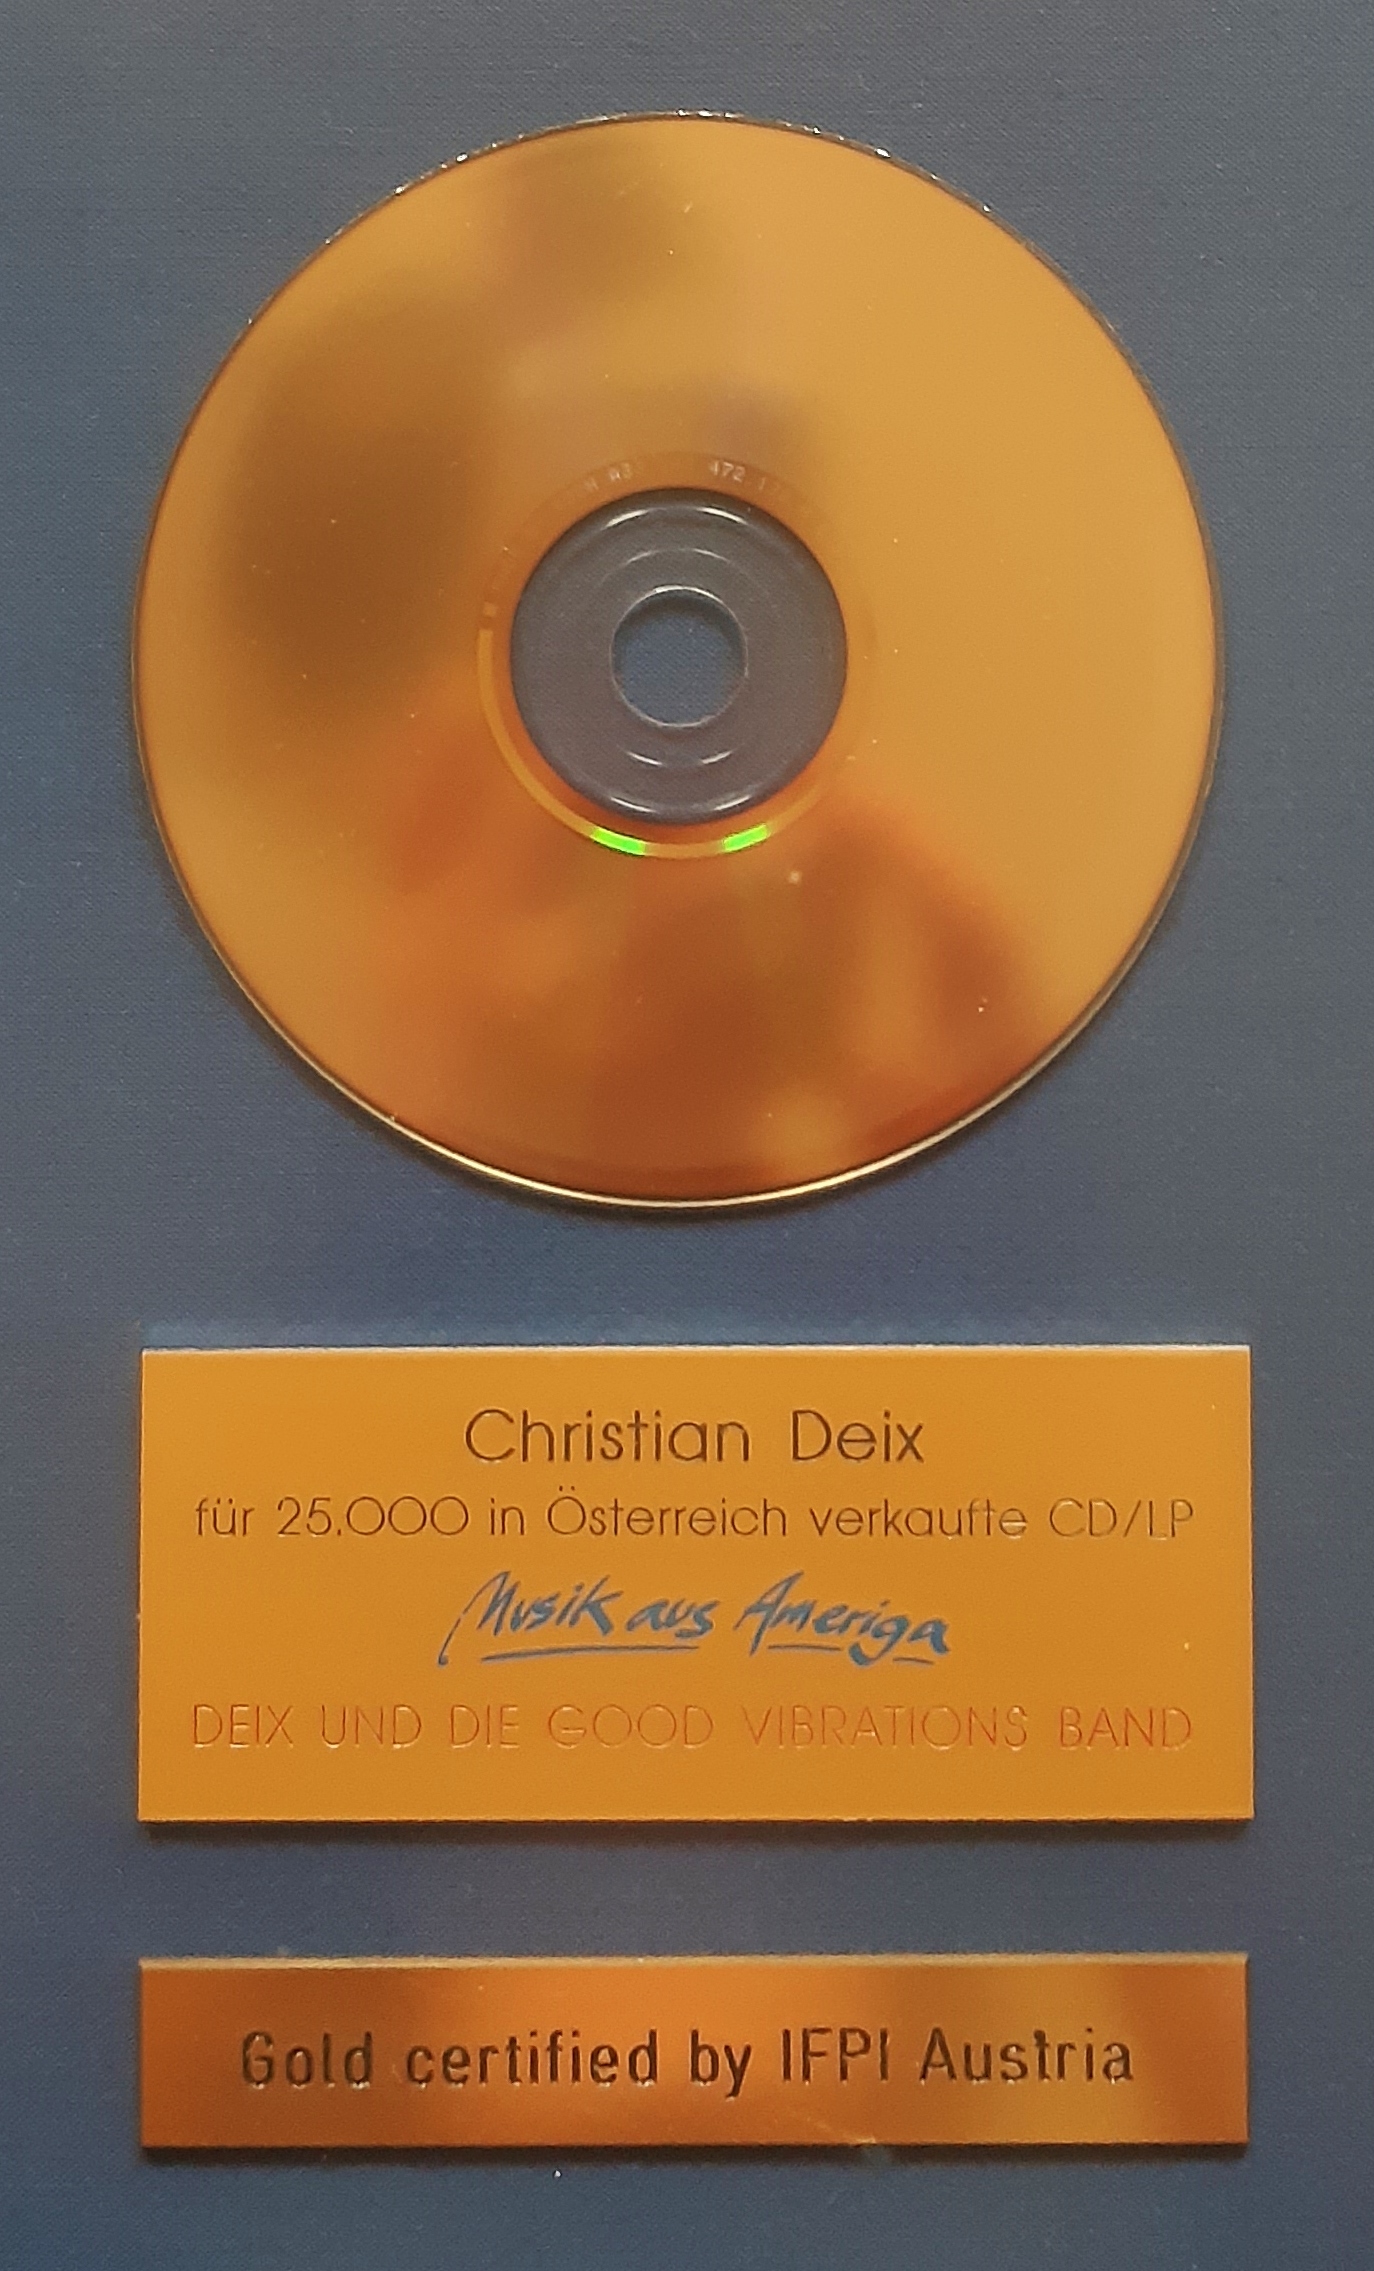 472
Christian Deix
für 25.000 in Österreich verkaufte CD/LP
Musik aus Ameriga
DEIX UND DIE GOOD VIBRATIONS BAND
Gold certified by IFPI Austria